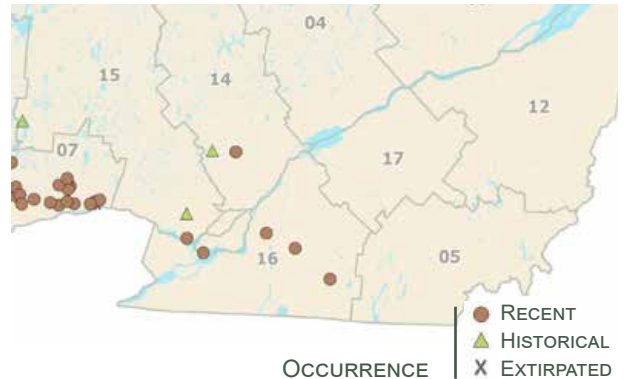 04
15
14
12
07
17
16
05
RECENT
HISTORICAL
OCCURRENCE
EXTIRPATED